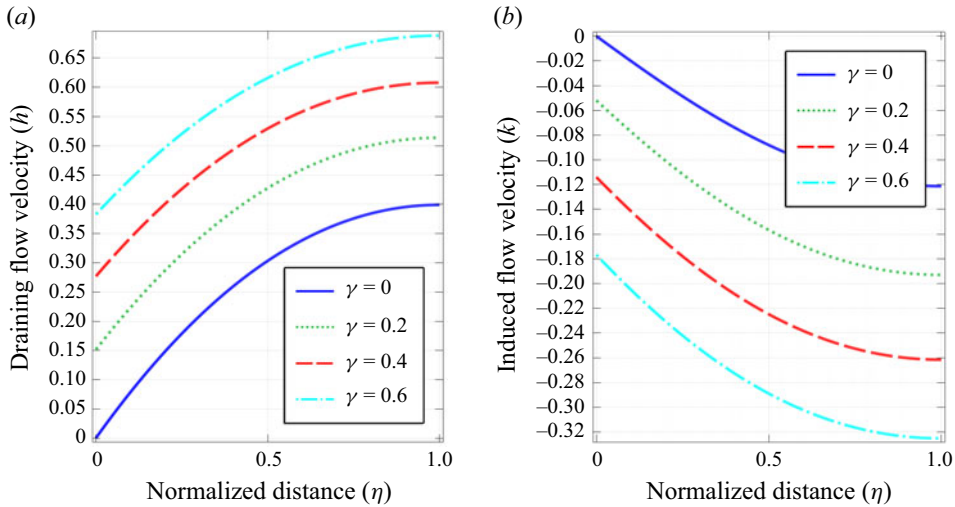 (a)
0.65
0.60
0.55
0.50
0.45
0.40
0.35
0.30
0.25
0.20
0.15
0.10
0.05
0
Draining flow velocity (h)
γ = 0
γ = 0.2
γ = 0.4
γ = 0.6
0 0.5 1.0
Normalized distance (η)
(b)
0
−0.02
−0.04
−0.06
−0.08
−0.10
−0.12
−0.14
−0.16
−0.18
−0.20
−0.22
−0.24
−0.26
−0.28
−0.30
−0.32
Induced flow velocity (k)
γ = 0
γ = 0.2
γ = 0.4
γ = 0.6
0 0.5 1.0
Normalized distance (η)